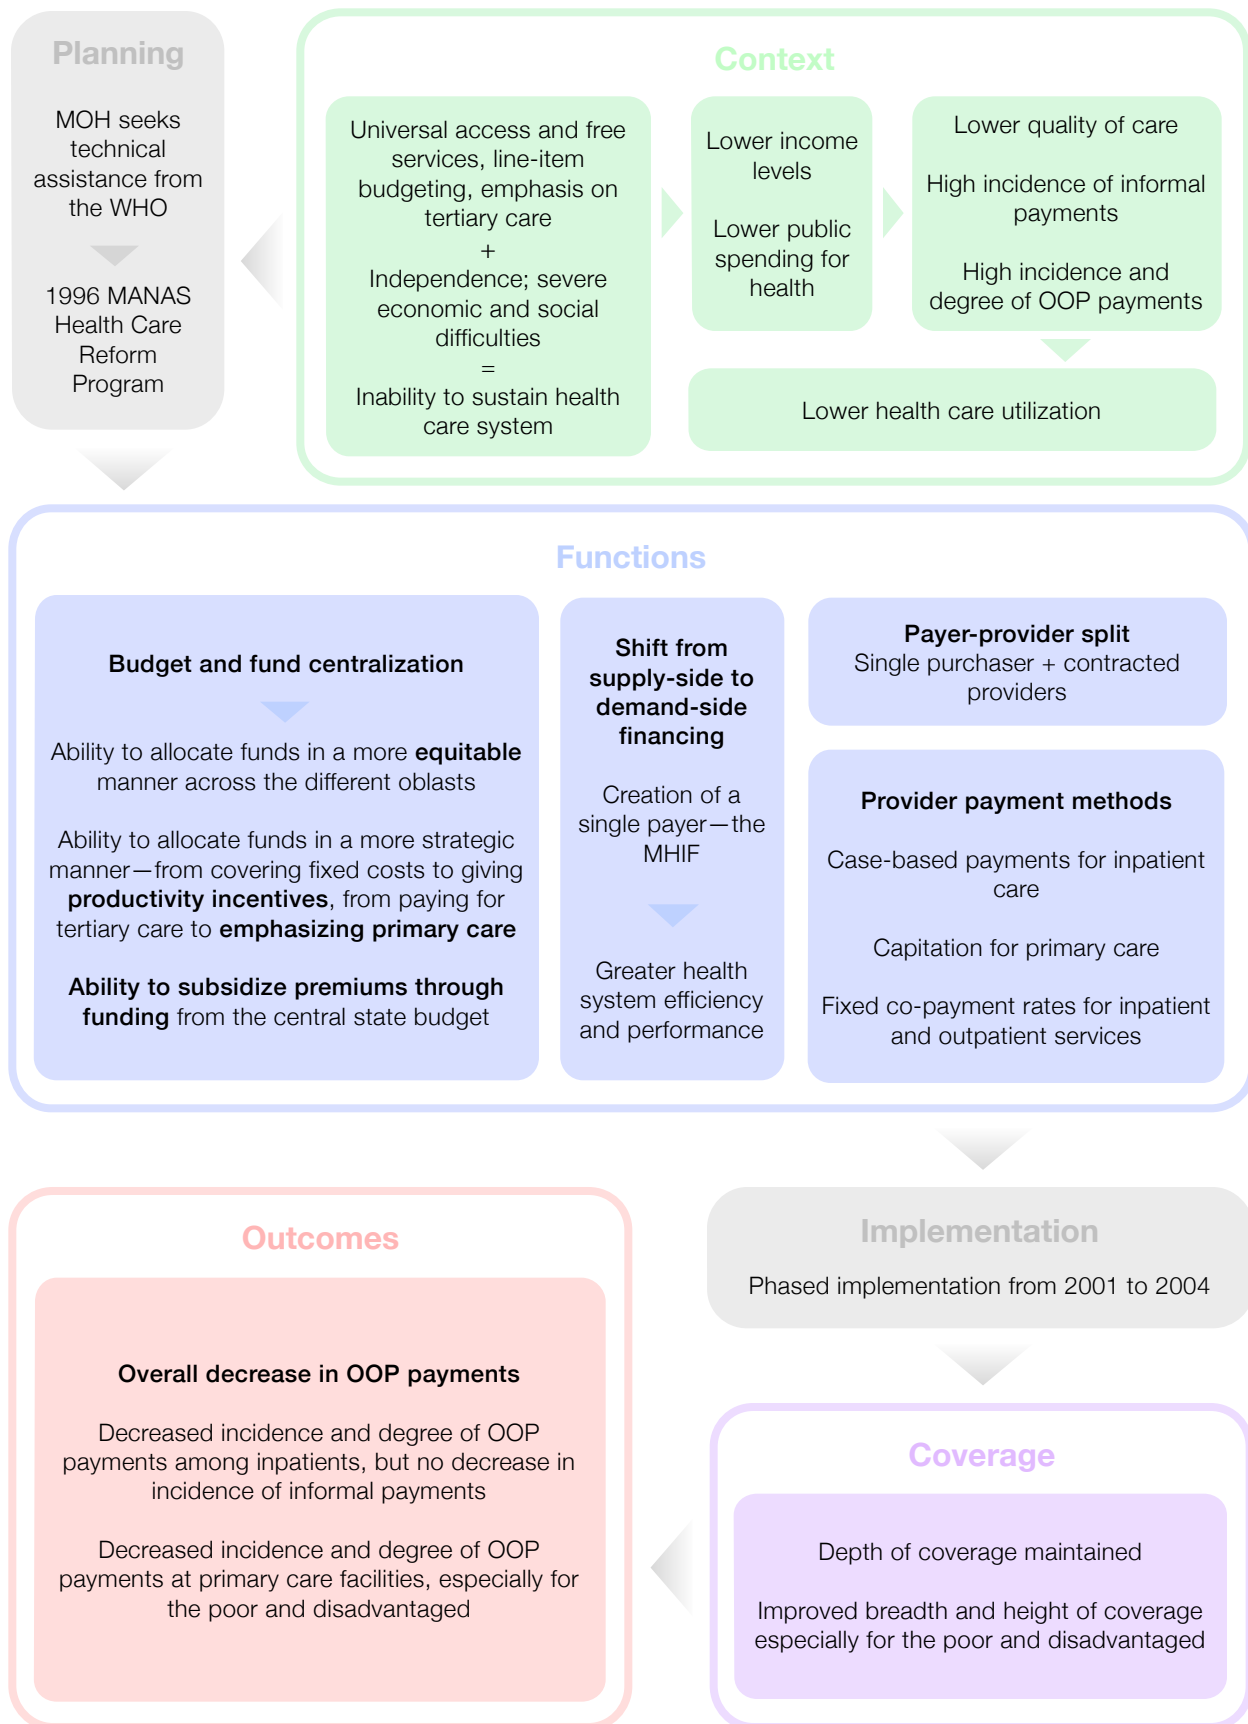 Planning
MOH seeks
technical
assistance from
the WHO
1996 MANAS
Health Care
Reform
Program
Context
Universal access and free
services, line-item
budgeting, emphasis on
tertiary care
+
Independence; severe
economic and social
difficulties
=
Inability to sustain health
care system
Lower income
levels
Lower public
spending for
health
Lower quality of care
High incidence of informal
payments
High incidence and
degree of OOP payments
Lower health care utilization
Functions
Budget and fund centralization
Ability to allocate funds in a more equitable
manner across the different oblasts
Ability to allocate funds in a more strategic
manner—from covering fixed costs to giving
productivity incentives, from paying for
tertiary care to emphasizing primary care
Ability to subsidize premiums through
funding from the central state budget
Shift from
supply-side to
demand-side
financing
Creation of a
single payer—the
MHIF
Greater health
system efficiency
and performance
Payer-provider split
Single purchaser + contracted
providers
Provider payment methods
Case-based payments for inpatient
care
Capitation for primary care
Fixed co-payment rates for inpatient
and outpatient services
Implementation
Phased implementation from 2001 to 2004
Coverage
Depth of coverage maintained
Improved breadth and height of coverage
especially for the poor and disadvantaged
Outcomes
Overall decrease in OOP payments
Decreased incidence and degree of OOP
payments among inpatients, but no decrease in
incidence of informal payments
Decreased incidence and degree of OOP
payments at primary care facilities, especially for
the poor and disadvantaged